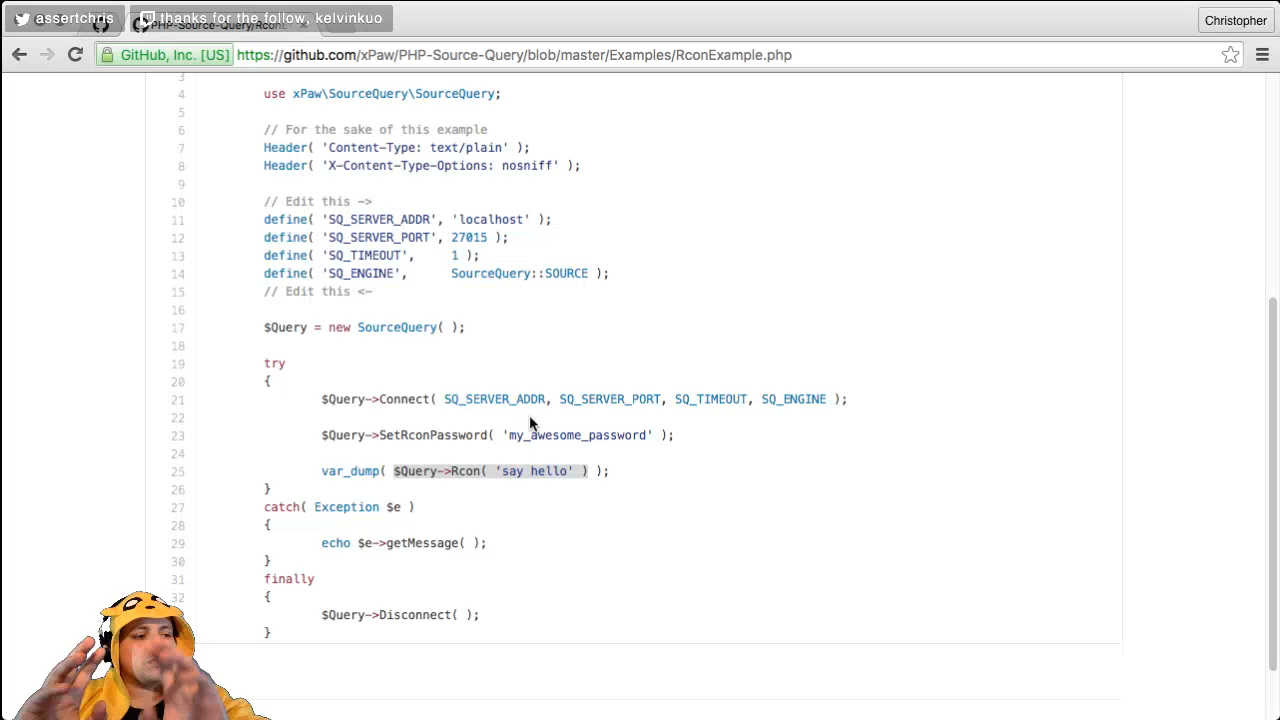 assertchris
thanks for the follow, kelvinkuo
PHP-Source-Query/Rcon
Christopher
GitHub, Inc. [US] https://github.com/xPaw/PHP-Source-Query/blob/master/Examples/RconExample.php
3
4 use xPaw\SourceQuery\SourceQuery;
5
6 // For the sake of this example
7 Header( 'Content-Type: text/plain' );
8 Header( 'X-Content-Type-Options: nosniff' );
9
10 // Edit this ->
11 define( 'SQ_SERVER_ADDR', 'localhost' );
12 define( 'SQ_SERVER_PORT', 27015 );
13 define( 'SQ_TIMEOUT', 1 );
14 define( 'SQ_ENGINE', SourceQuery::SOURCE );
15 // Edit this <-
16
17 $Query = new SourceQuery( );
18
19 try
20 {
21 $Query->Connect( SQ_SERVER_ADDR, SQ_SERVER_PORT, SQ_TIMEOUT, SQ_ENGINE );
22
23 $Query->SetRconPassword( 'my_awesome_password' );
24
25 var_dump( $Query->Rcon( 'say hello' ) );
26 }
27 catch( Exception $e )
28 {
29 echo $e->getMessage( );
30 }
31 finally
32 {
$Query->Disconnect( );
}